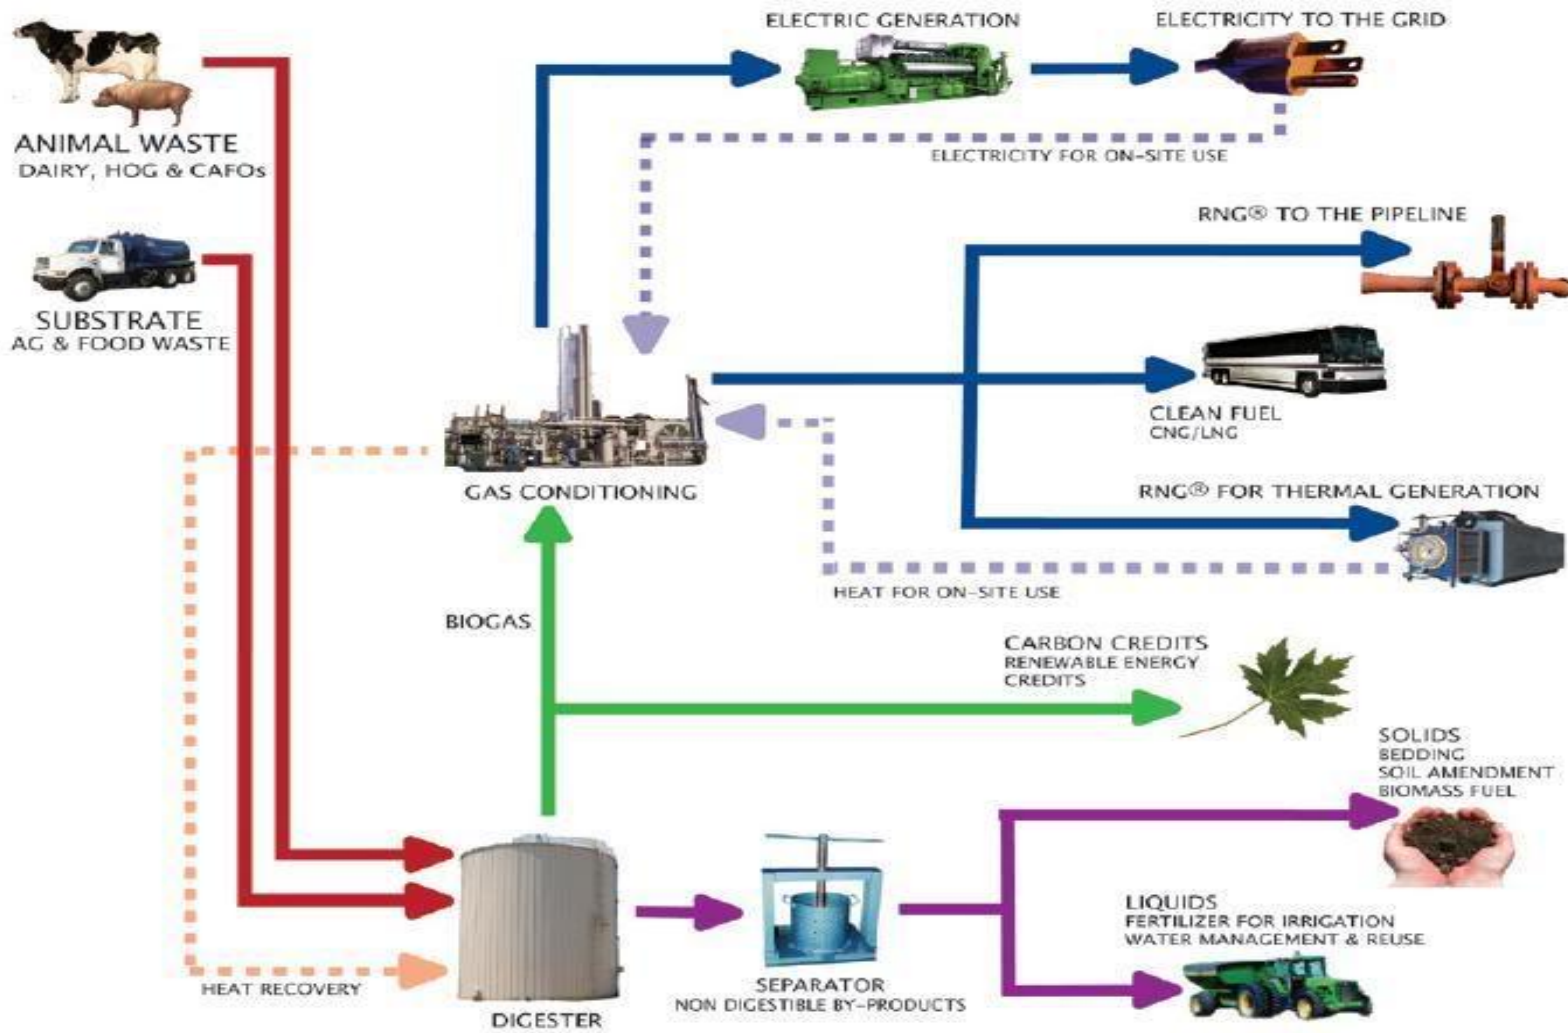 ELECTRIC GENERATION
ELECTRICITY TO THE GRID
ANIMAL WASTE
DAIRY, HOG & CAFOs
ELECTRICITY FOR ON-SITE USE
RNG® TO THE PIPELINE
SUBSTRATE
AG & FOOD WASTE
CLEAN FUEL
CNG/LNG
GAS CONDITIONING
RNG® FOR THERMAL GENERATION
HEAT FOR ON-SITE USE
BIOGAS
CARBON CREDITS
RENEWABLE ENERGY
CREDITS
SOLIDS
BEDDING
SOIL AMENDMENT
BIOMASS FUEL
LIQUIDS
FERTILIZER FOR IRRIGATION
WATER MANAGEMENT & REUSE
HEAT RECOVERY
SEPARATOR
NON DIGESTIBLE BY-PRODUCTS
DIGESTER